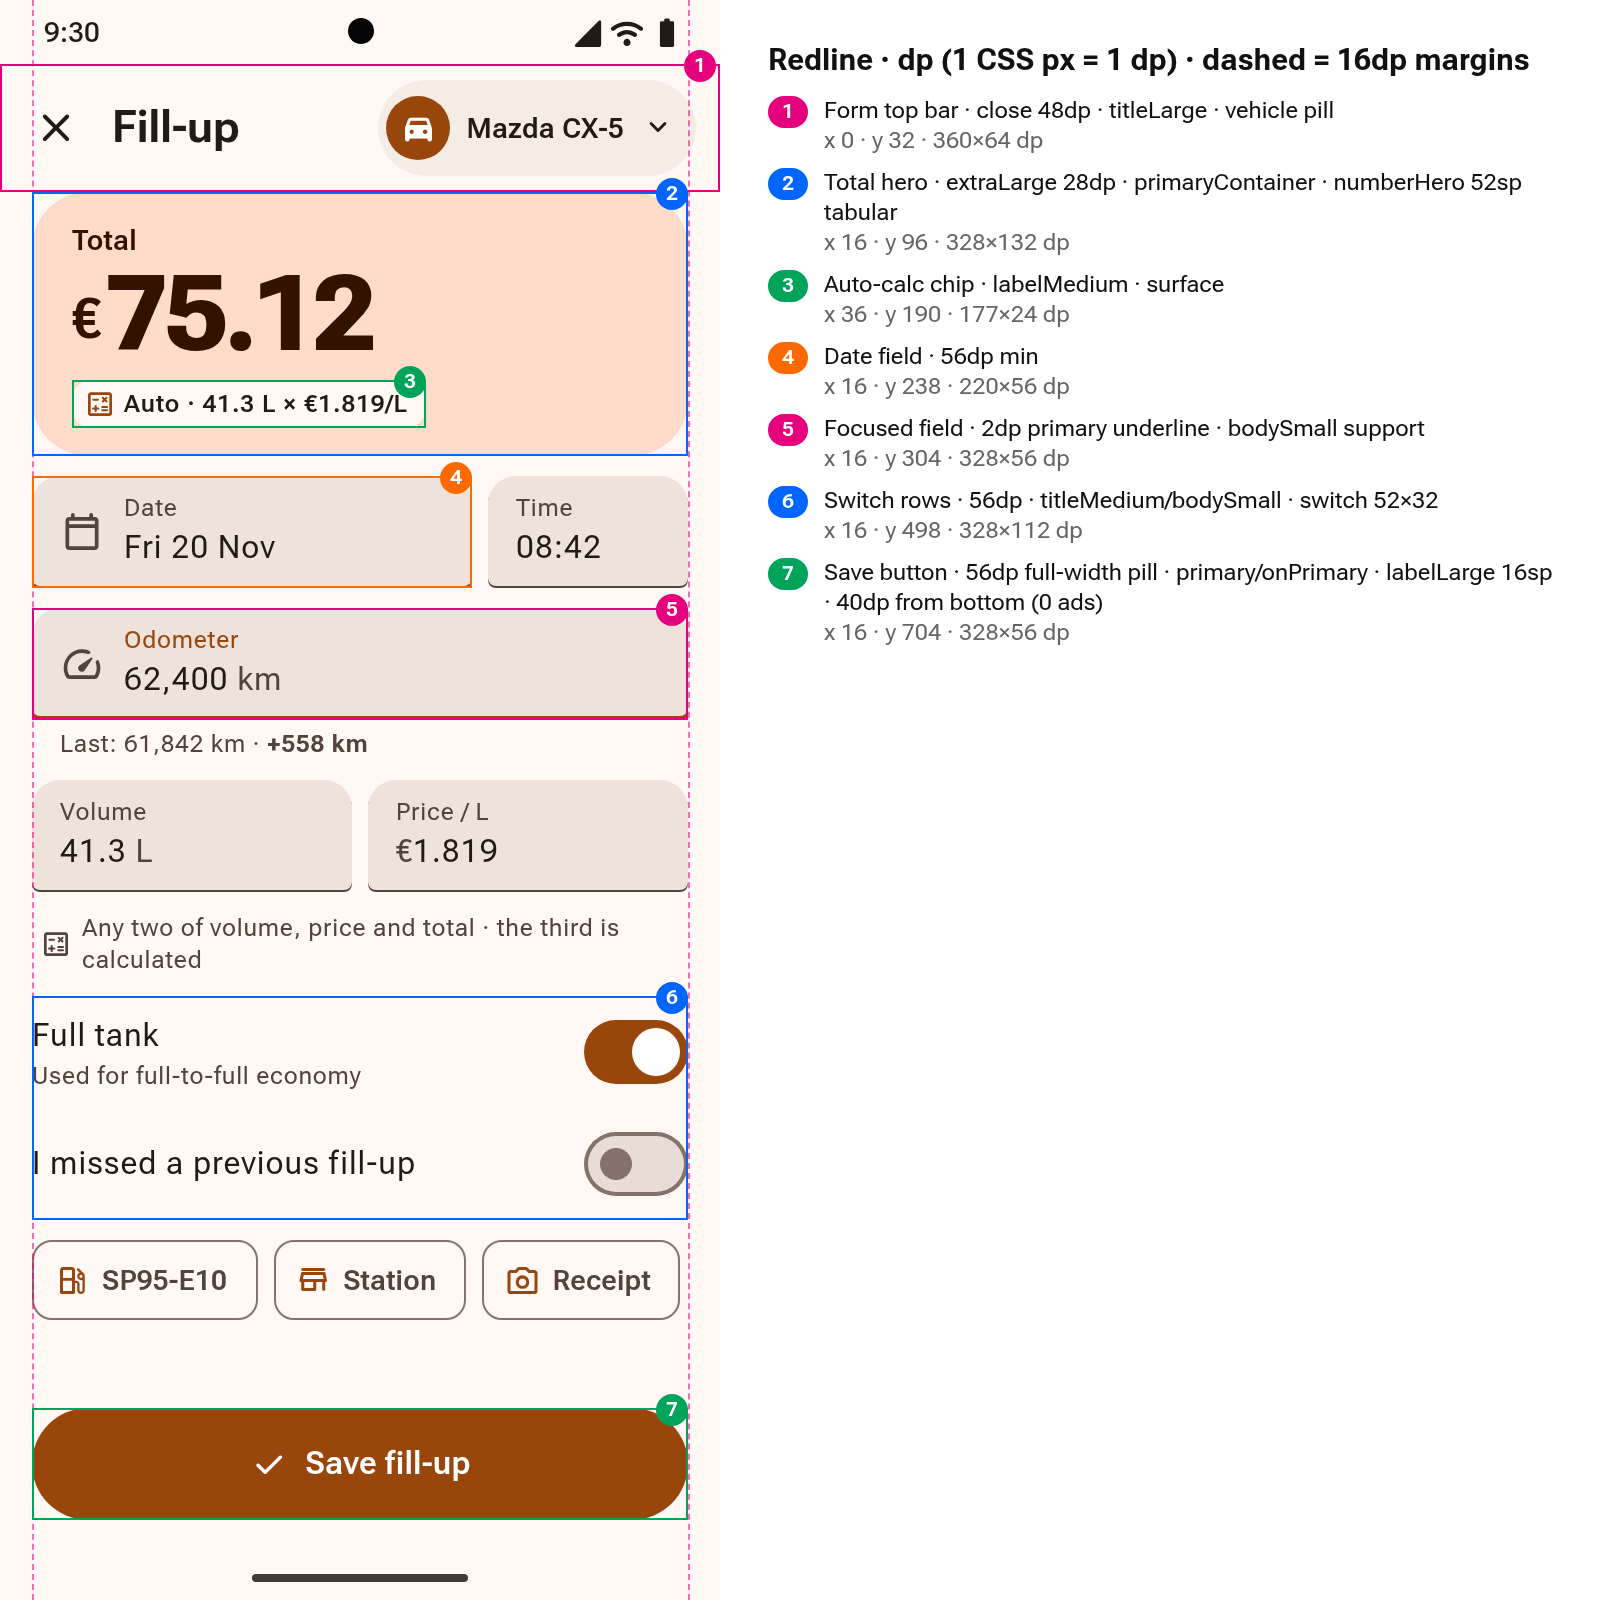 9:30
1
Fill-up
Mazda CX-5
2
Total
€75.12
3
Auto · 41.3 L × €1.819/L
4
Date
Fri 20 Nov
Time
08:42
5
Odometer
62,400 km
Last: 61,842 km · +558 km
Volume
41.3 L
Price / L
€1.819
Any two of volume, price and total · the third is
calculated
6
Full tank
Used for full-to-full economy
I missed a previous fill-up
SP95-E10
Station
Receipt
7
Save fill-up
Redline · dp (1 CSS px = 1 dp) · dashed = 16dp margins
1 Form top bar · close 48dp · titleLarge · vehicle pill
x 0 · y 32 · 360×64 dp
2 Total hero · extraLarge 28dp · primaryContainer · numberHero 52sp
tabular
x 16 · y 96 · 328×132 dp
3 Auto-calc chip · labelMedium · surface
x 36 · y 190 · 177×24 dp
4 Date field · 56dp min
x 16 · y 238 · 220×56 dp
5 Focused field · 2dp primary underline · bodySmall support
x 16 · y 304 · 328×56 dp
6 Switch rows · 56dp · titleMedium/bodySmall · switch 52×32
x 16 · y 498 · 328×112 dp
7 Save button · 56dp full-width pill · primary/onPrimary · labelLarge 16sp
· 40dp from bottom (0 ads)
x 16 · y 704 · 328×56 dp